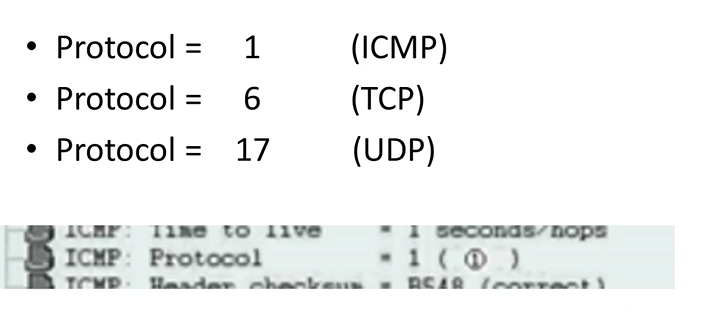 • Protocol = 1 (ICMP)
• Protocol = 6 (TCP)
• Protocol = 17 (UDP)
ICMP: Time to live = 1 seconds/hops
ICMP: Protocol = 1 ( ① )
ICMP: Header checksum = B548 (correct)